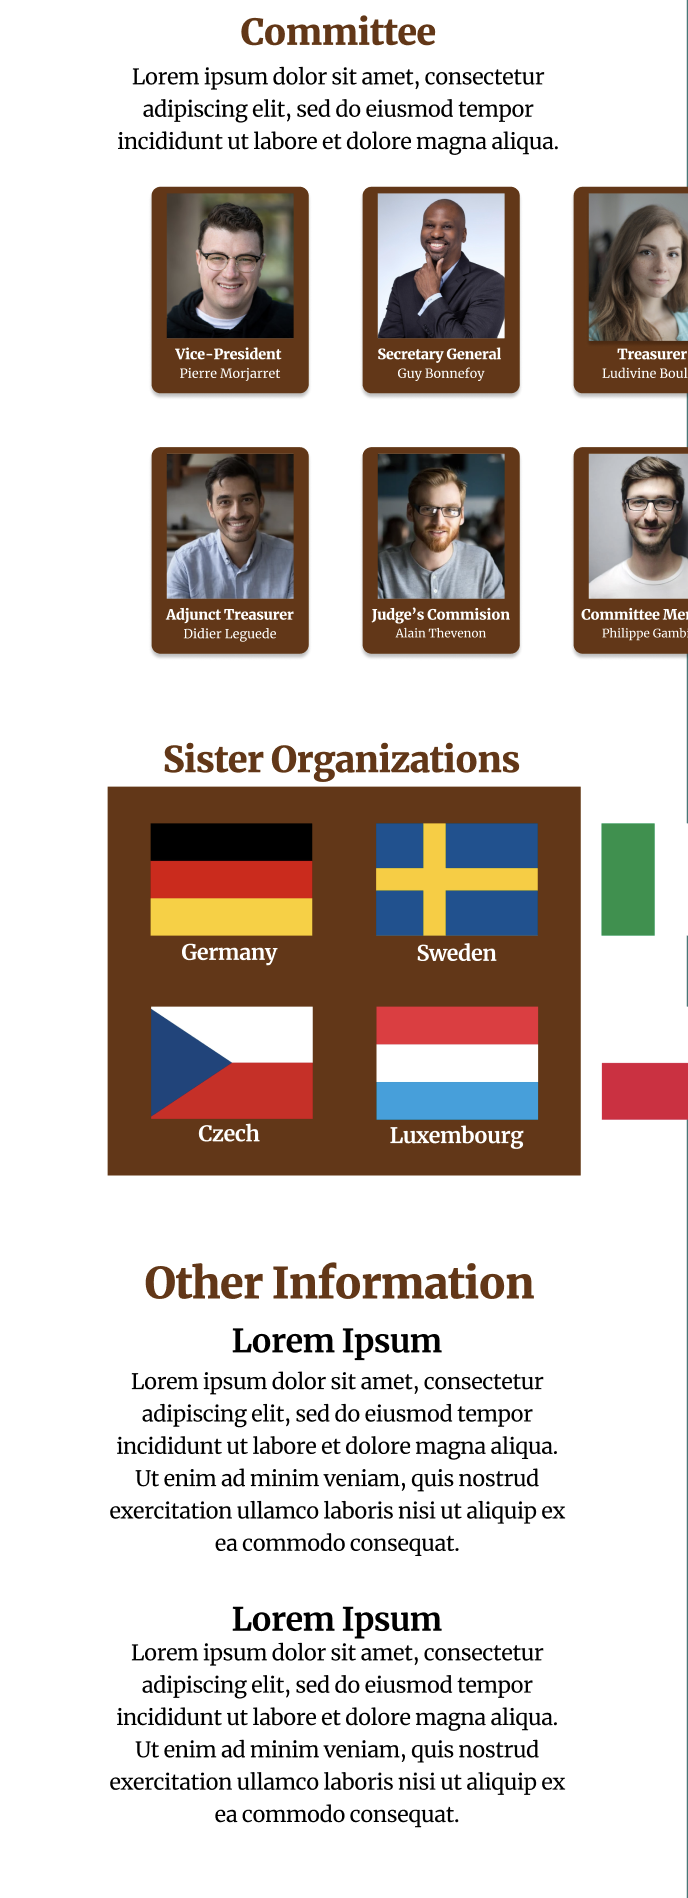 Committee
Lorem ipsum dolor sit amet, consectetur
adipiscing elit, sed do eiusmod tempor
incididunt ut labore et dolore magna aliqua.
Vice-President
Pierre Morjarret
Secretary General
Guy Bonnefoy
Treasurer
Ludivine
Adjunct Treasurer
Didier Leguede
Judge's Commision
Alain Thevenon
Committee
Philippe
Sister Organizations
Germany
Sweden
Czech
Luxembourg
Other Information
Lorem Ipsum
Lorem ipsum dolor sit amet, consectetur
adipiscing elit, sed do eiusmod tempor
incididunt ut labore et dolore magna aliqua.
Ut enim ad minim veniam, quis nostrud
exercitation ullamco laboris nisi ut aliquip ex
ea commodo consequat.
Lorem Ipsum
Lorem ipsum dolor sit amet, consectetur
adipiscing elit, sed do eiusmod tempor
incididunt ut labore et dolore magna aliqua.
Ut enim ad minim veniam, quis nostrud
exercitation ullamco laboris nisi ut aliquip ex
ea commodo consequat.